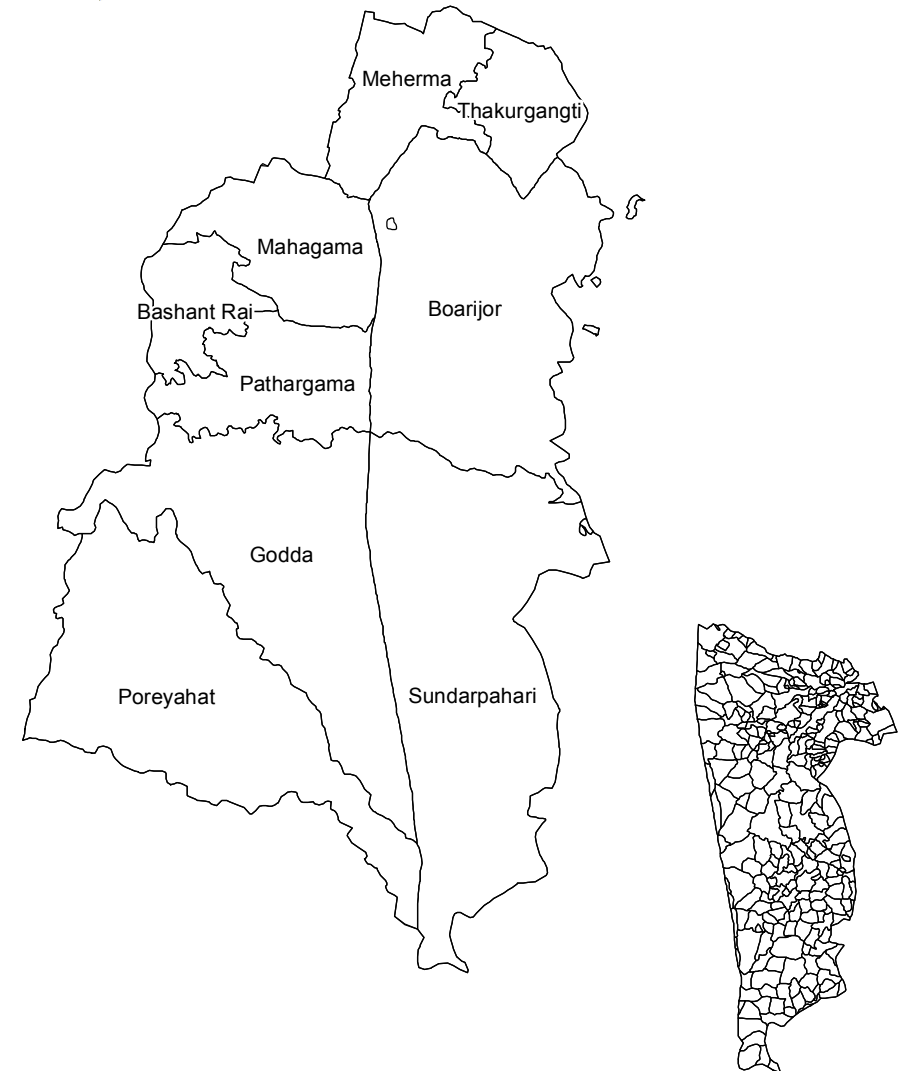 Meherma
Thakurgangti
Mahagama
Boarijor
Bashant Rai
Pathargama
Godda
Poreyahat
Sundarpahari